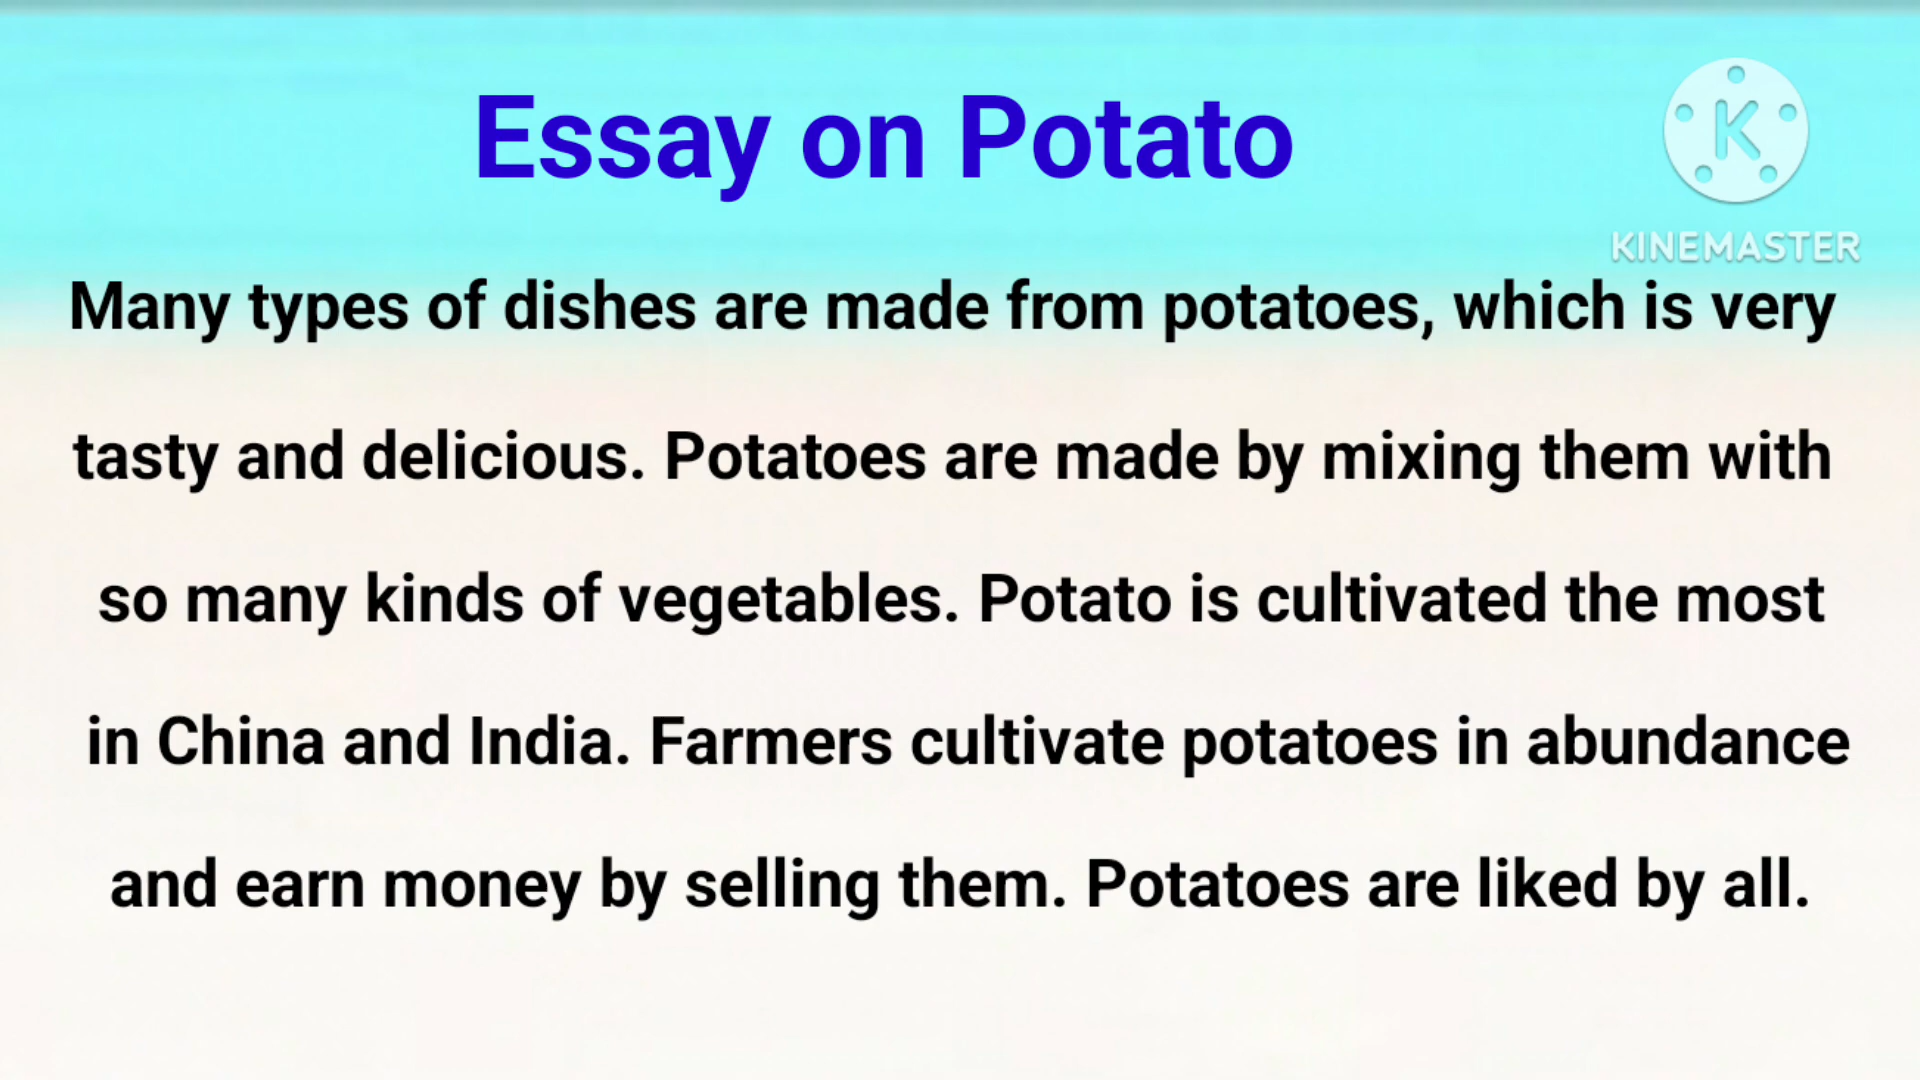 Essay on Potato
K
KINEMASTER
Many types of dishes are made from potatoes, which is very
tasty and delicious. Potatoes are made by mixing them with
so many kinds of vegetables. Potato is cultivated the most
in China and India. Farmers cultivate potatoes in abundance
and earn money by selling them. Potatoes are liked by all.